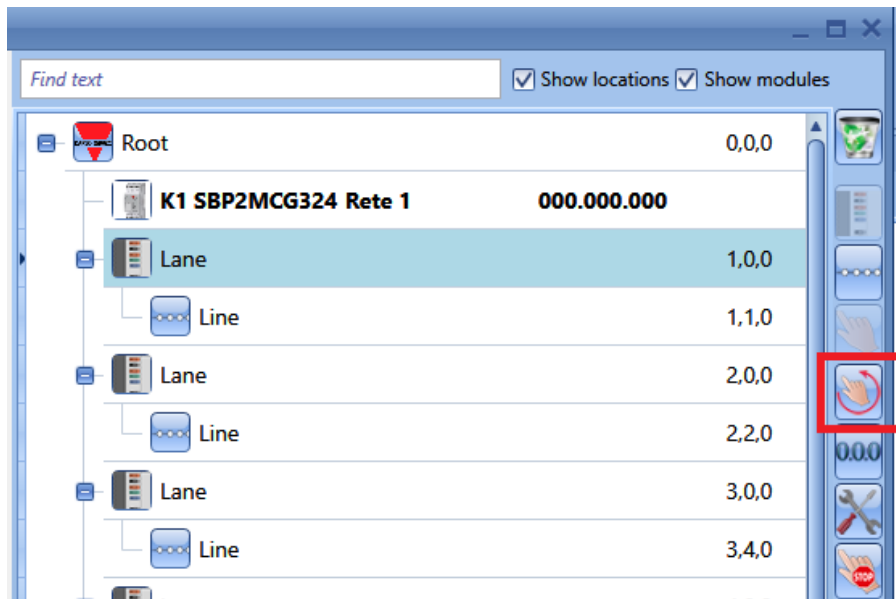 Find text Show locations Show modules
Root 0,0,0
K1 SBP2MCG324 Rete 1 000.000.000
Lane 1,0,0
Line 1,1,0
Lane 2,0,0
Line 2,2,0
0.0.0
Lane 3,0,0
Line 3,4,0
STOP